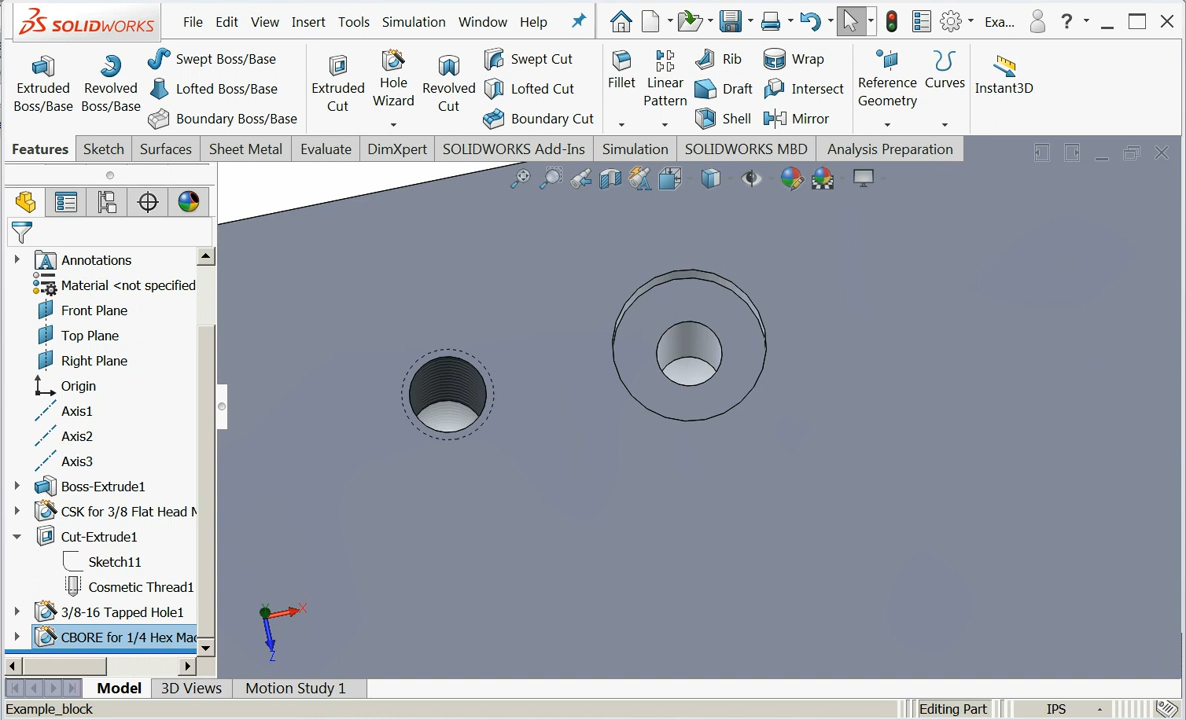 SOLIDWORKS File Edit View Insert Tools Simulation Window Help Exa... ?
Extruded Boss/Base
Revolved Boss/Base
Swept Boss/Base
Lofted Boss/Base
Boundary Boss/Base
Extruded Cut
Hole Wizard
Revolved Cut
Swept Cut
Lofted Cut
Boundary Cut
Fillet
Linear Pattern
Rib
Draft
Shell
Wrap
Intersect
Mirror
Reference Geometry
Curves
Instant3D
Features Sketch Surfaces Sheet Metal Evaluate DimXpert SOLIDWORKS Add-Ins Simulation SOLIDWORKS MBD Analysis Preparation
Annotations
Material <not specified
Front Plane
Top Plane
Right Plane
Origin
Axis1
Axis2
Axis3
Boss-Extrude1
CSK for 3/8 Flat Head M
Cut-Extrude1
Sketch11
Cosmetic Thread1
3/8-16 Tapped Hole1
CBORE for 1/4 Hex Mac
X
Y
Z
Model 3D Views Motion Study 1
Example_block Editing Part IPS